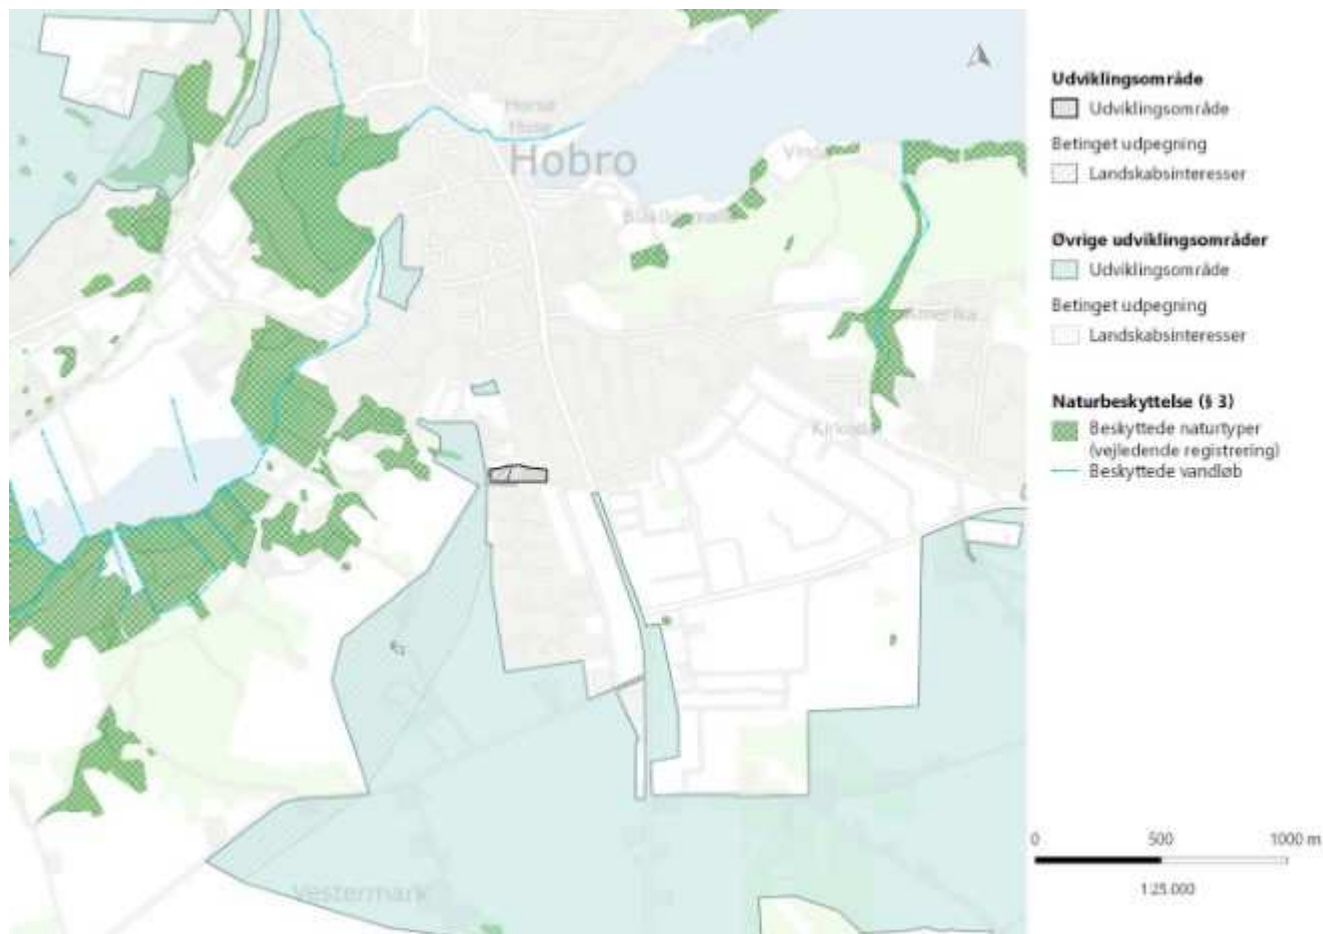 Hobro
Amerika
Vestermark
Udviklingsområde
Udviklingsområde
Betinget udpegning
Landskabsinteresser
Øvrige udviklingsområder
Udviklingsområde
Betinget udpegning
Landskabsinteresser
Naturbeskyttelse (§ 3)
Beskyttede naturtyper
(vejledende registrering)
Beskyttede vandløb
0 500 1000 m
1:25.000